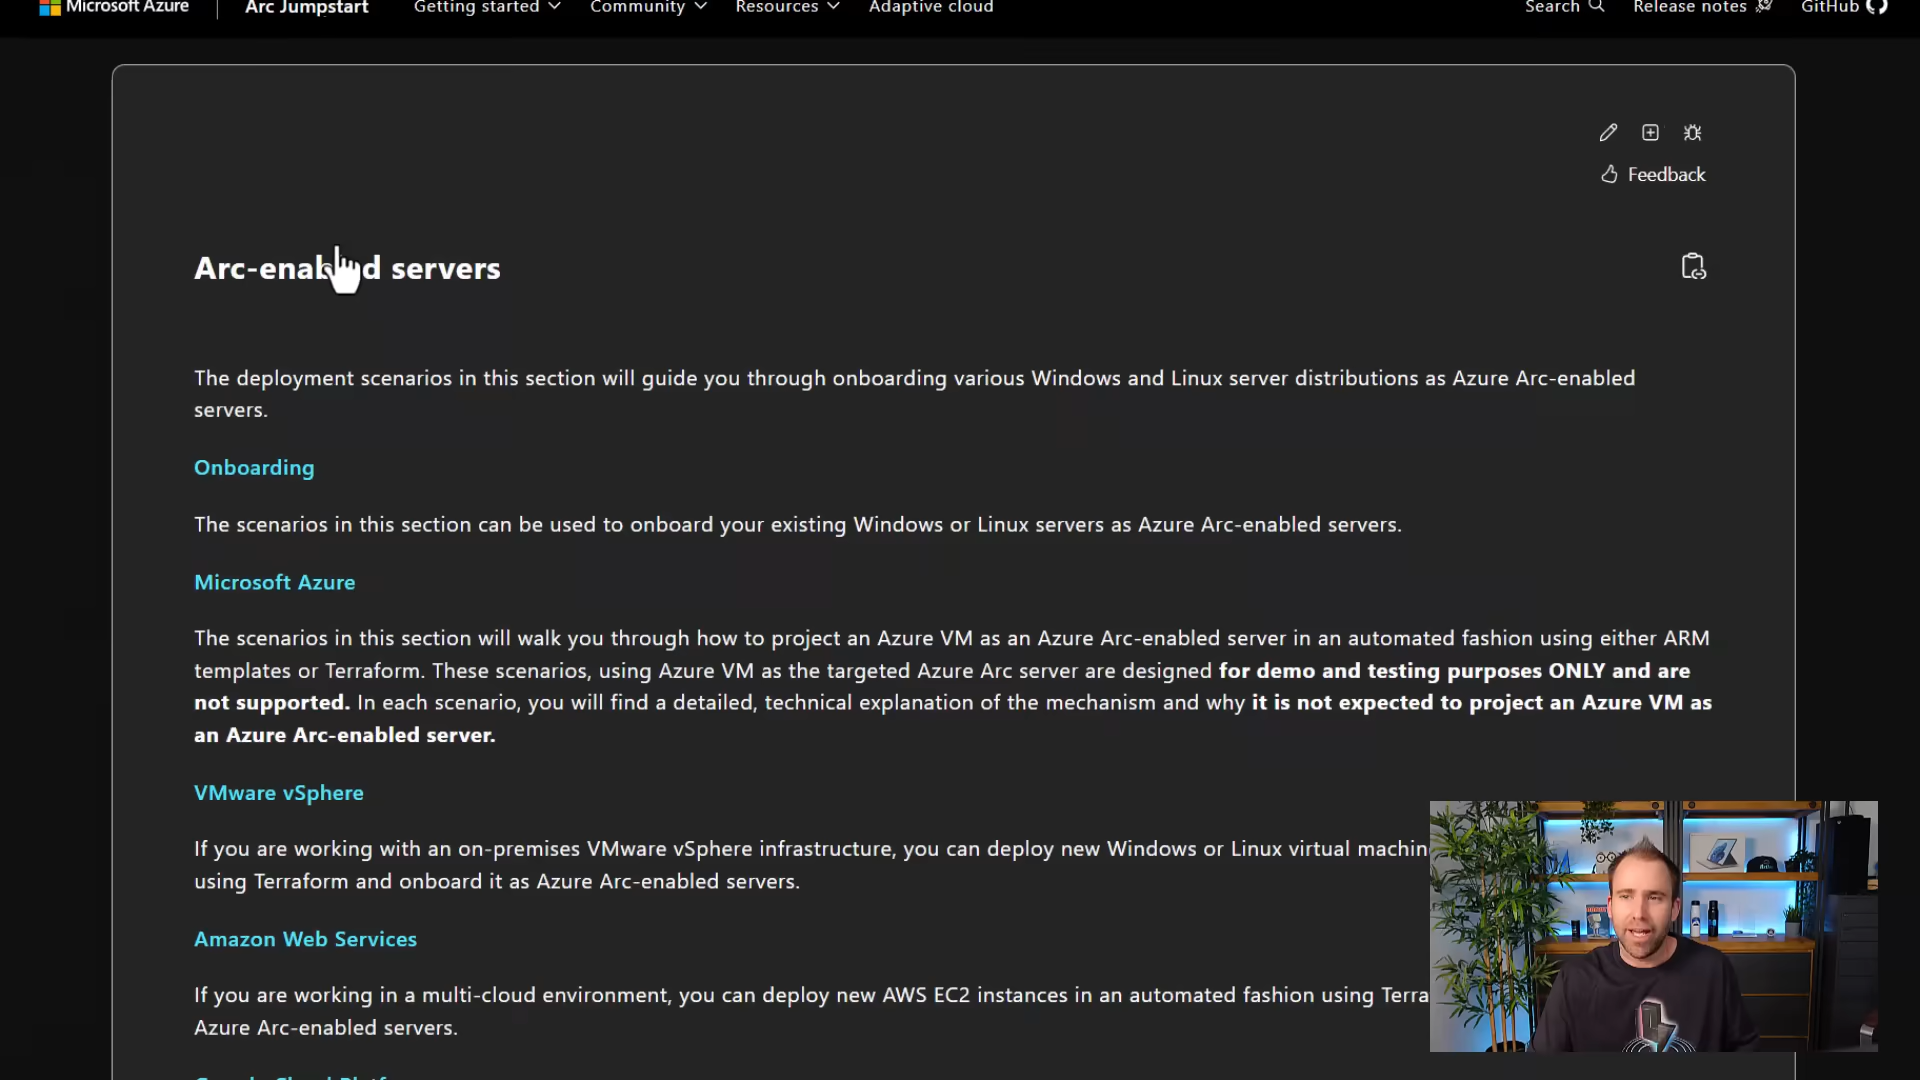 Microsoft Azure
Arc Jumpstart
Getting started
Community
Resources
Adaptive cloud
Search
Release notes
GitHub
Feedback
Arc-enabled servers
The deployment scenarios in this section will guide you through onboarding various Windows and Linux server distributions as Azure Arc-enabled
servers.
Onboarding
The scenarios in this section can be used to onboard your existing Windows or Linux servers as Azure Arc-enabled servers.
Microsoft Azure
The scenarios in this section will walk you through how to project an Azure VM as an Azure Arc-enabled server in an automated fashion using either ARM
templates or Terraform. These scenarios, using Azure VM as the targeted Azure Arc server are designed for demo and testing purposes ONLY and are
not supported. In each scenario, you will find a detailed, technical explanation of the mechanism and why it is not expected to project an Azure VM as
an Azure Arc-enabled server.
VMware vSphere
If you are working with an on-premises VMware vSphere infrastructure, you can deploy new Windows or Linux virtual machin
using Terraform and onboard it as Azure Arc-enabled servers.
Amazon Web Services
If you are working in a multi-cloud environment, you can deploy new AWS EC2 instances in an automated fashion using Terra
Azure Arc-enabled servers.